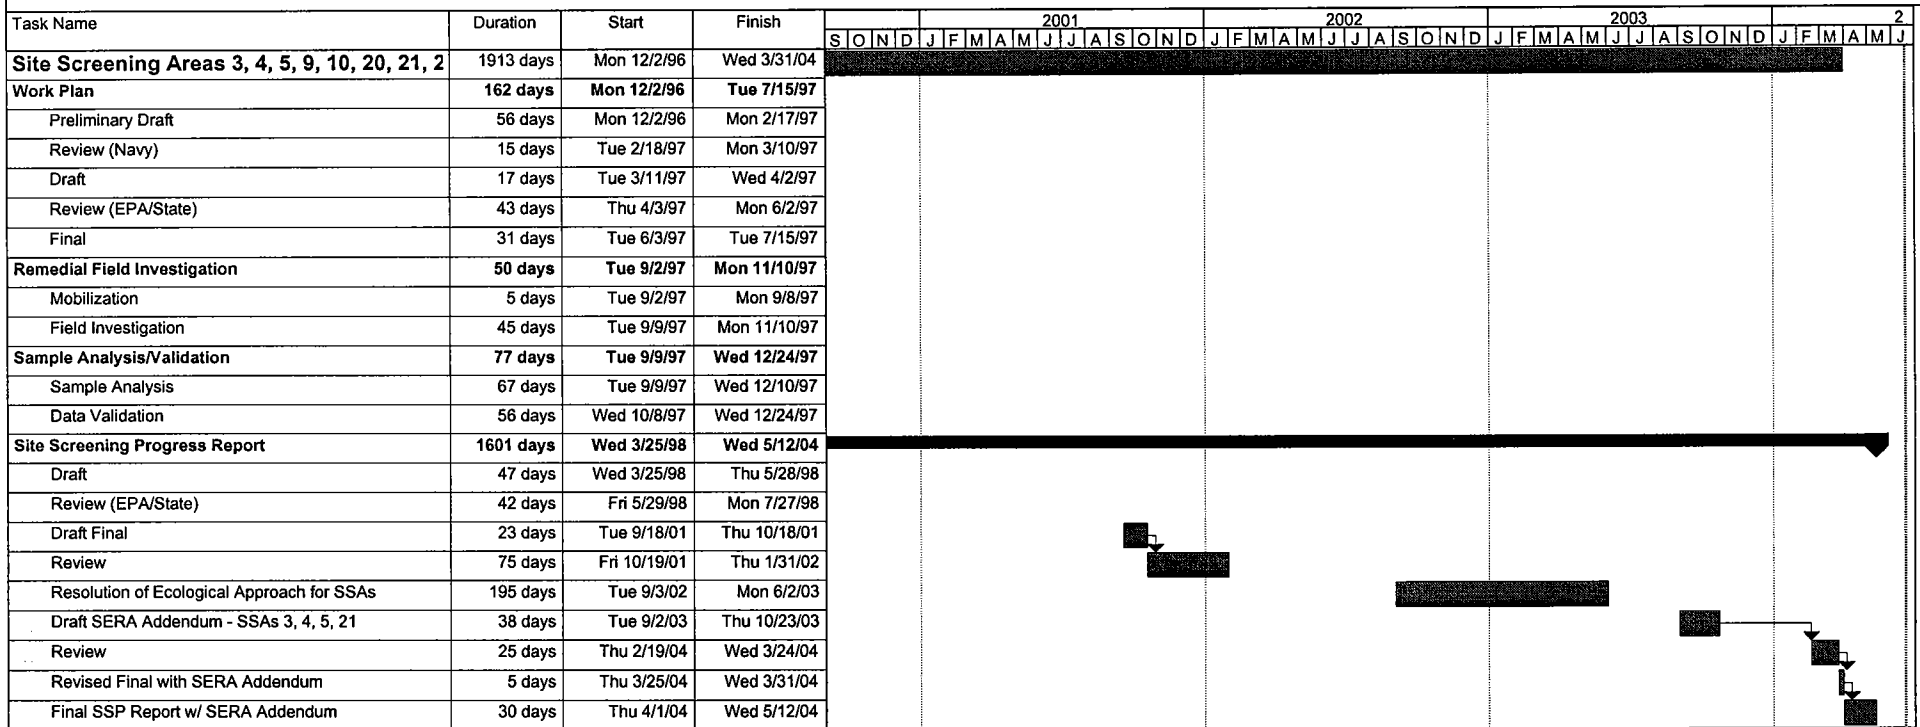 Task Name Duration Start Finish 2001 2002 2003 2
S O N D J F M A M J J A S O N D J F M A M J J A S O N D J F M A M J J A S O N D J F M A M J
Site Screening Areas 3, 4, 5, 9, 10, 20, 21, 2 1913 days Mon 12/2/96 Wed 3/31/04
Work Plan 162 days Mon 12/2/96 Tue 7/15/97
Preliminary Draft 56 days Mon 12/2/96 Mon 2/17/97
Review (Navy) 15 days Tue 2/18/97 Mon 3/10/97
Draft 17 days Tue 3/11/97 Wed 4/2/97
Review (EPA/State) 43 days Thu 4/3/97 Mon 6/2/97
Final 31 days Tue 6/3/97 Tue 7/15/97
Remedial Field Investigation 50 days Tue 9/2/97 Mon 11/10/97
Mobilization 5 days Tue 9/2/97 Mon 9/8/97
Field Investigation 45 days Tue 9/9/97 Mon 11/10/97
Sample Analysis/Validation 77 days Tue 9/9/97 Wed 12/24/97
Sample Analysis 67 days Tue 9/9/97 Wed 12/10/97
Data Validation 56 days Wed 10/8/97 Wed 12/24/97
Site Screening Progress Report 1601 days Wed 3/25/98 Wed 5/12/04
Draft 47 days Wed 3/25/98 Thu 5/28/98
Review (EPA/State) 42 days Fri 5/29/98 Mon 7/27/98
Draft Final 23 days Tue 9/18/01 Thu 10/18/01
Review 75 days Fri 10/19/01 Thu 1/31/02
Resolution of Ecological Approach for SSAs 195 days Tue 9/3/02 Mon 6/2/03
Draft SERA Addendum - SSAs 3, 4, 5, 21 38 days Tue 9/2/03 Thu 10/23/03
Review 25 days Thu 2/19/04 Wed 3/24/04
Revised Final with SERA Addendum 5 days Thu 3/25/04 Wed 3/31/04
Final SSP Report w/ SERA Addendum 30 days Thu 4/1/04 Wed 5/12/04